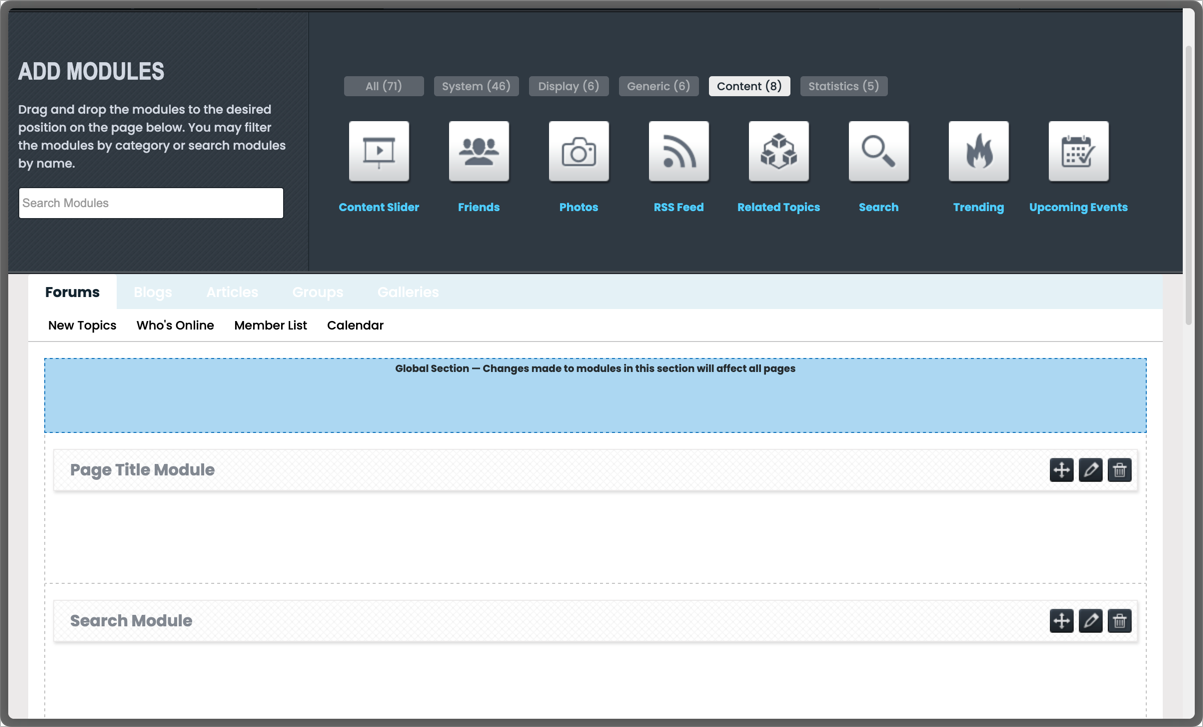 ADD MODULES
Drag and drop the modules to the desired
position on the page below. You may filter
the modules by category or search modules
by name.
Search Modules
All (71)
System (46)
Display (6)
Generic (6)
Content (8)
Statistics (5)
Content Slider
Friends
Photos
RSS Feed
Related Topics
Search
Trending
Upcoming Events
Forums
Blogs
Articles
Groups
Galleries
New Topics
Who's Online
Member List
Calendar
Global Section — Changes made to modules in this section will affect all pages
Page Title Module
Search Module